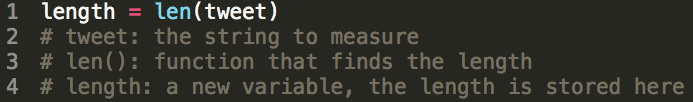 1 length = len(tweet)
2 # tweet: the string to measure
3 # len(): function that finds the length
4 # length: a new variable, the length is stored here